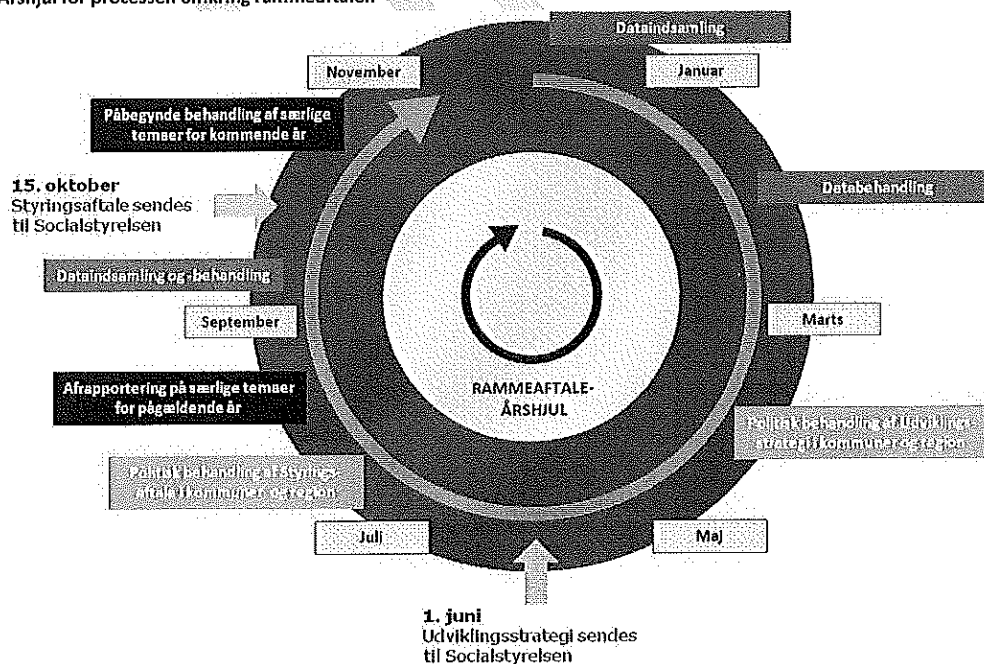 Årshjul for processen omkring rammeaftalen
Dataindsamling
November
Januar
Påbegynde behandling af særlige
temaer for kommende år
15. oktober
Styringsaftale sendes
til Socialstyrelsen
Databehandling
Dataindsamling og -behandling
September
Marts
RAMMEAFTALE-
ÅRSHJUL
Afrapportering på særlige temaer
for pågældende år
Politisk behandling af Udviklings-
strategi i kommuner og region
Politisk behandling af Styrings-
aftale i kommuner og region
Juli
Maj
1. juni
Udviklingsstrategi sendes
til Socialstyrelsen